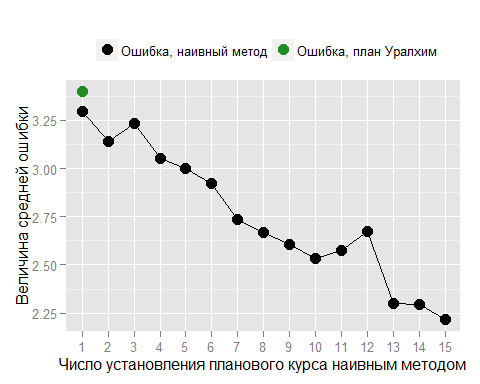 Ошибка, наивный метод Ошибка, план Уралхим
Величина средней ошибки
3.25
3.00
2.75
2.50
2.25
1 2 3 4 5 6 7 8 9 10 11 12 13 14 15
Число установления планового курса наивным методом